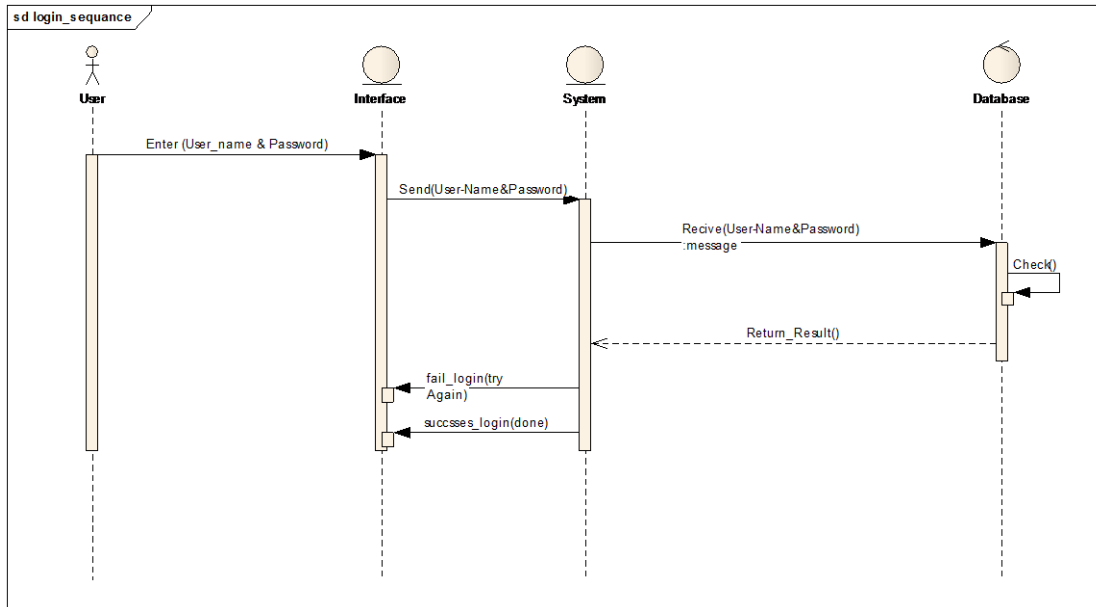 sd login_sequance
User
Interface
System
Database
Enter (User_name & Password)
Send(User-Name&Password)
Recive(User-Name&Password)
:message
Check()
Return_Result()
fail_login(try
Again)
succsses_login(done)